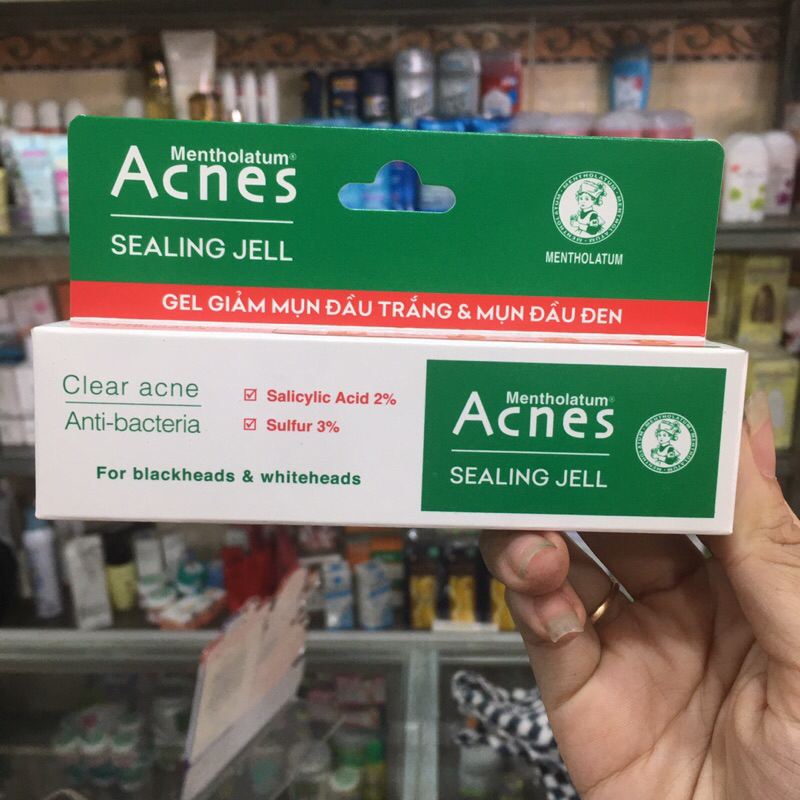 Mentholatum®
Acnes
SEALING JELL
MENTHOLATUM
GEL GIẢM MỤN ĐẦU TRẮNG & MỤN ĐẦU ĐEN
Clear acne
Anti-bacteria
☑ Salicylic Acid 2%
☑ Sulfur 3%
For blackheads & whiteheads
Mentholatum®
Acnes
SEALING JELL